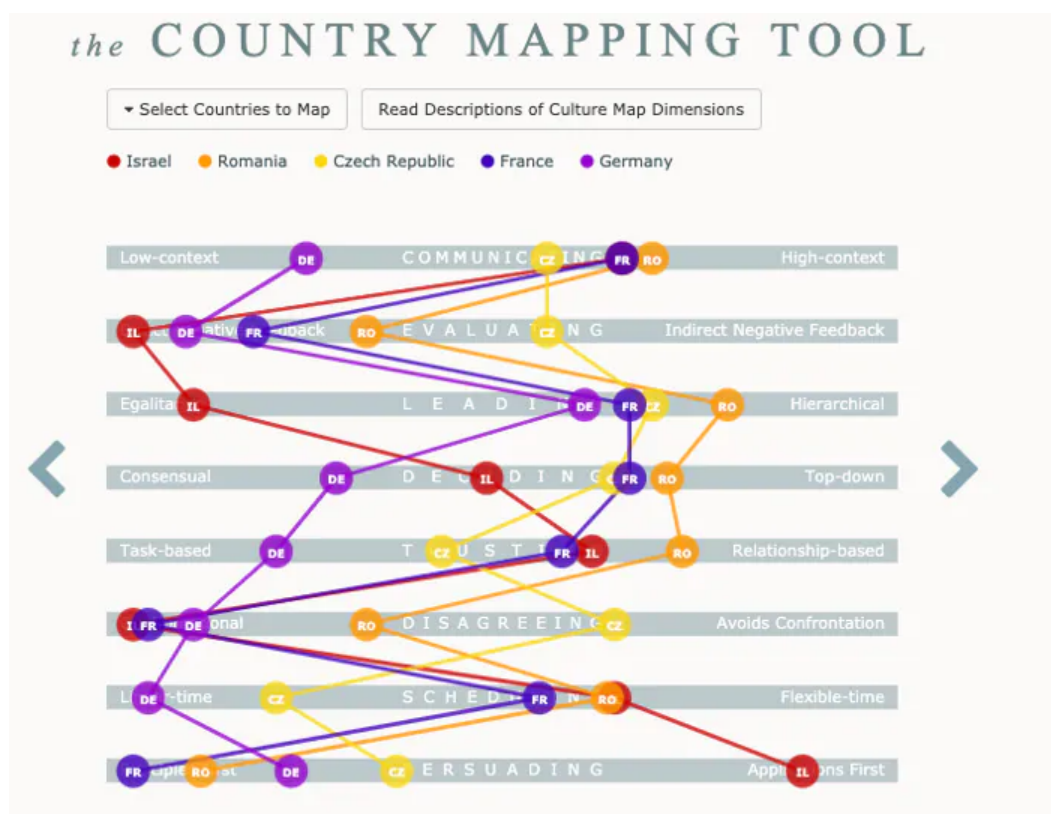 the COUNTRY MAPPING TOOL
Select Countries to Map Read Descriptions of Culture Map Dimensions
Israel Romania Czech Republic France Germany
Low-context DE CZ FR RO High-context
IL DE FR RO CZ Indirect Negative Feedback
IL DE FR CZ RO Hierarchical
Consensual DE IL FR RO Top-down
Task-based DE CZ FR IL RO Relationship-based
FR DE RO DISAGREEING CZ Avoids Confrontation
DE CZ FR RO Flexible-time
FR RO DE CZ IL